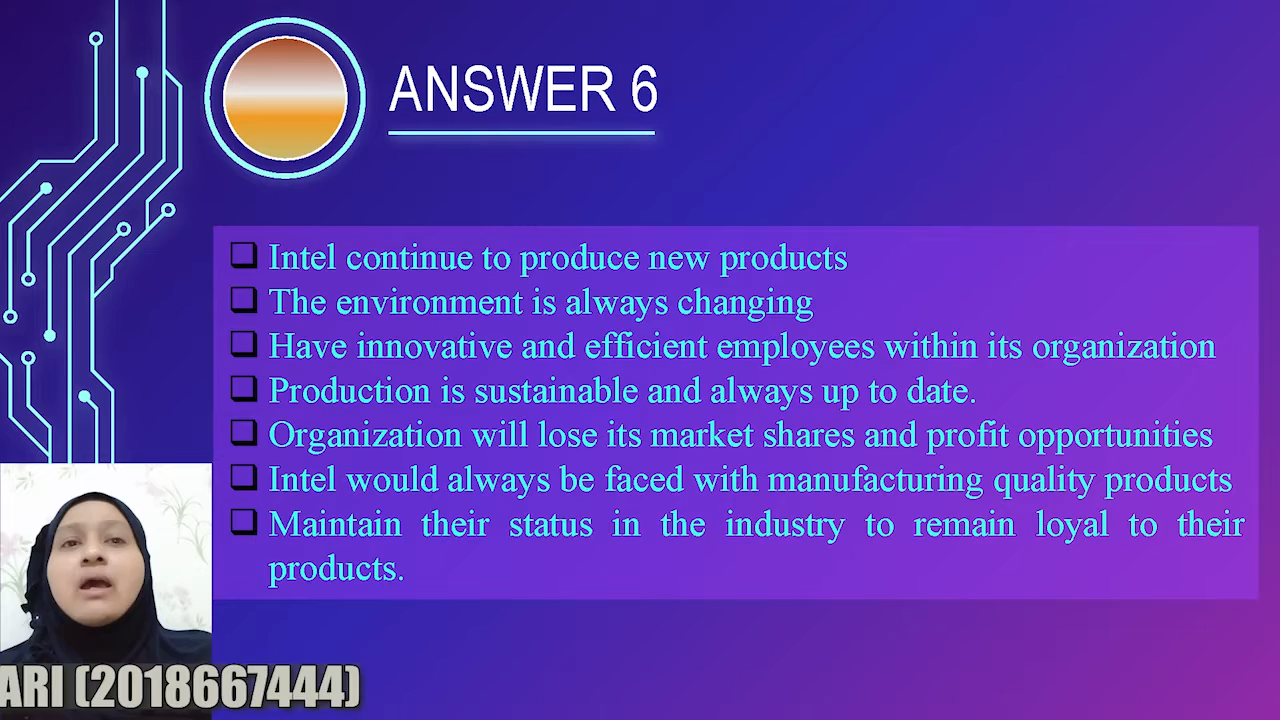 ANSWER 6
Intel continue to produce new products
The environment is always changing
Have innovative and efficient employees within its organization
Production is sustainable and always up to date.
Organization will lose its market shares and profit opportunities
Intel would always be faced with manufacturing quality products
Maintain their status in the industry to remain loyal to their
products.
ARI (2018667444)